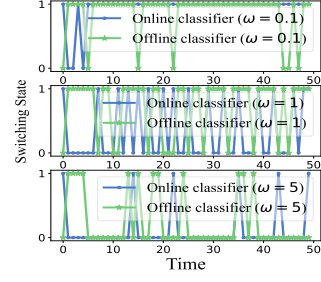 1
Online classifier (ω = 0.1)
Offline classifier (ω = 0.1)
0
0 10 20 30 40 50
Switching State
1
Online classifier (ω = 1)
Offline classifier (ω = 1)
0
0 10 20 30 40 50
1
Online classifier (ω = 5)
Offline classifier (ω = 5)
0
0 10 20 30 40 50
Time